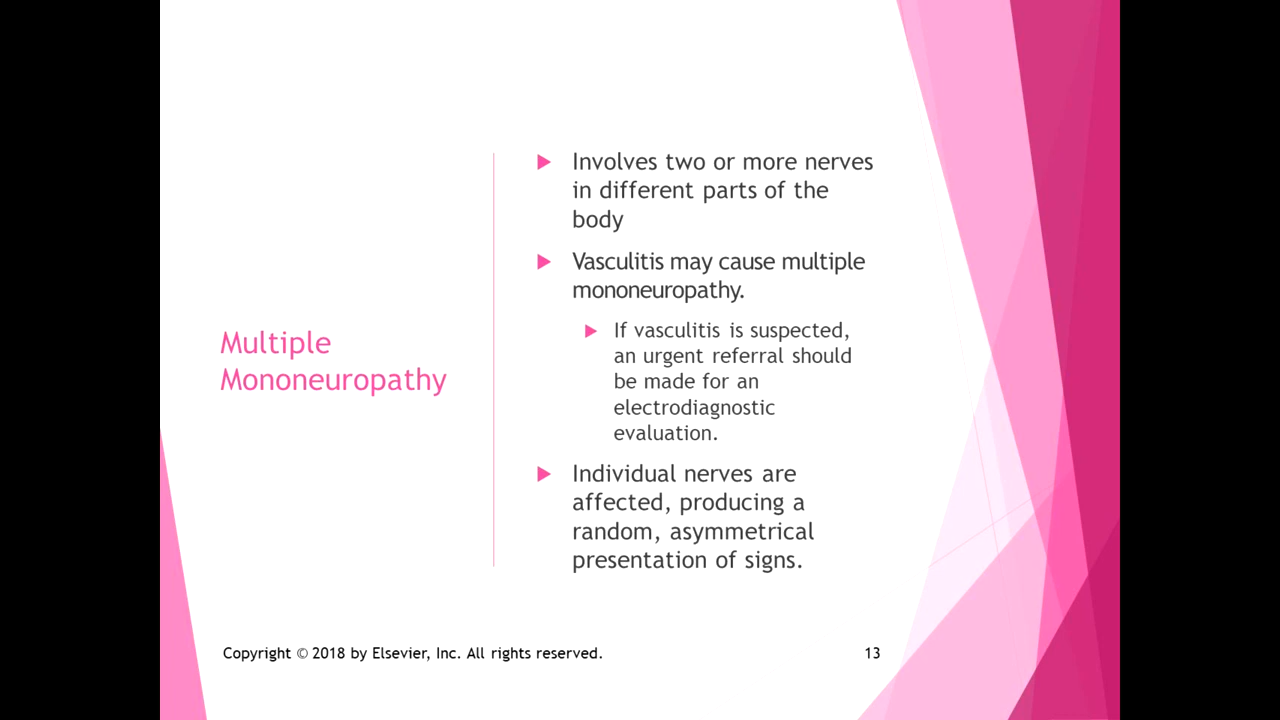 Multiple
Mononeuropathy
Involves two or more nerves
in different parts of the
body
Vasculitis may cause multiple
mononeuropathy.
If vasculitis is suspected,
an urgent referral should
be made for an
electrodiagnostic
evaluation.
Individual nerves are
affected, producing a
random, asymmetrical
presentation of signs.
Copyright © 2018 by Elsevier, Inc. All rights reserved.
13